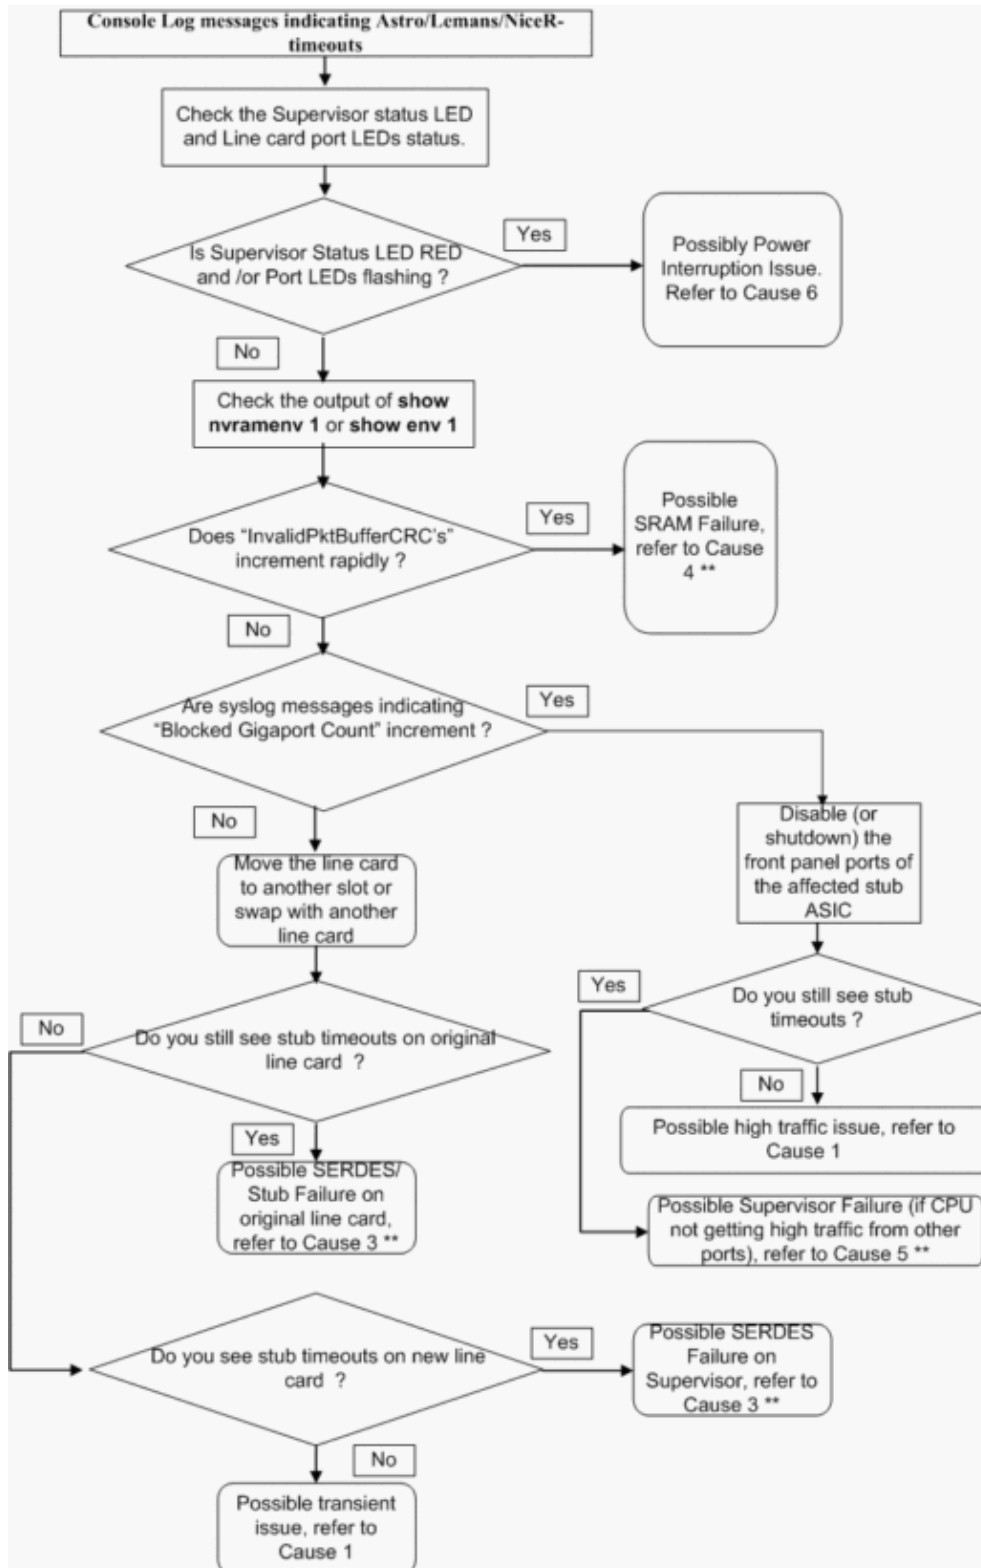 Console Log messages indicating Astro/Lemans/NiceR-
timeouts
Check the Supervisor status LED
and Line card port LEDs status.
Is Supervisor Status LED RED
and /or Port LEDs flashing ?
Yes
Possibly Power
Interruption Issue.
Refer to Cause 6
No
Check the output of show
nvramenv 1 or show env 1
Does “InvalidPktBufferCRC's”
increment rapidly ?
Yes
Possible
SRAM Failure,
refer to Cause
4 **
No
Are syslog messages indicating
“Blocked Gigaport Count” increment ?
Yes
No
Move the line card
to another slot or
swap with another
line card
Disable (or
shutdown) the
front panel ports of
the affected stub
ASIC
Do you still see stub
timeouts ?
Yes
No
Possible high traffic issue, refer to
Cause 1
Possible Supervisor Failure (if CPU
not getting high traffic from other
ports), refer to Cause 5 **
Do you still see stub timeouts on original
line card ?
No
Yes
Possible SERDES/
Stub Failure on
original line card,
refer to Cause 3 **
Do you see stub timeouts on new line
card ?
Yes
Possible SERDES
Failure on
Supervisor, refer to
Cause 3 **
No
Possible transient
issue, refer to
Cause 1